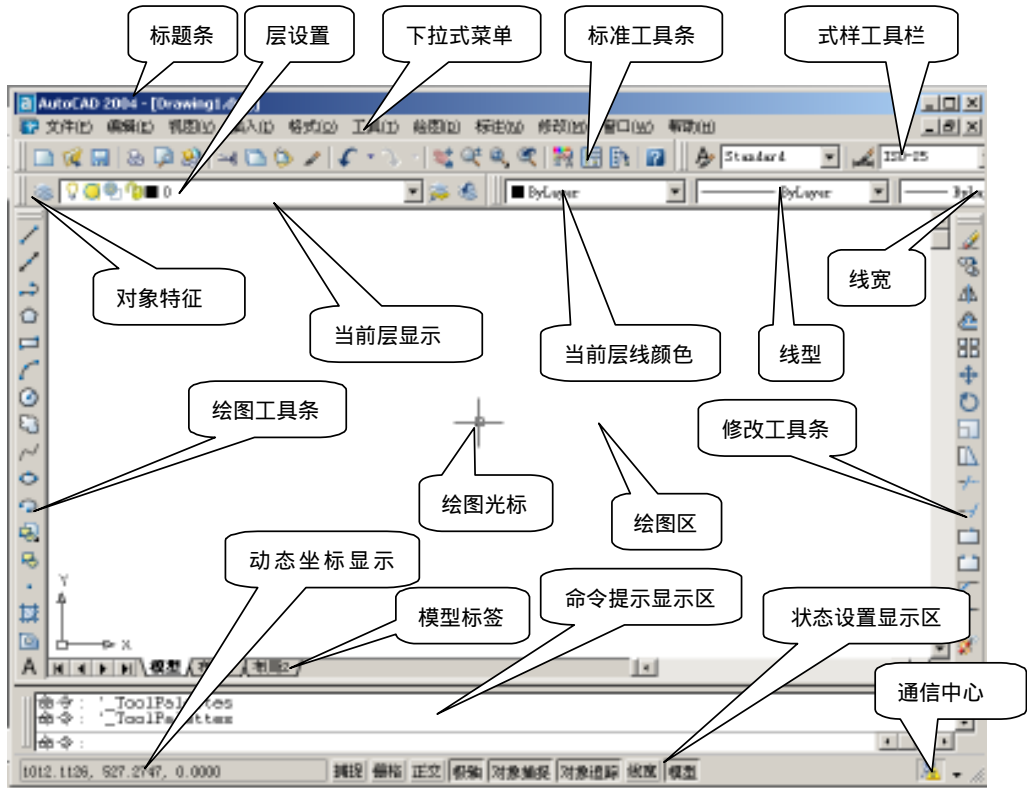 标题条
层设置
下拉式菜单
标准工具条
式样工具栏
AutoCAD 2004 - [Drawing1.d
文件(F) 编辑(E) 视图(V) 插入(I) 格式(O) 工具(T) 绘图(D) 标注(N) 修改(M) 窗口(W) 帮助(H)
Standard
ISO-25
0
ByLayer
ByLayer
对象特征
当前层显示
当前层线颜色
线型
线宽
绘图工具条
修改工具条
绘图光标
绘图区
动态坐标显示
模型标签
命令提示显示区
状态设置显示区
通信中心
Y
X
A
模型 布局2
命令: '_ToolPalettes
命令: '_ToolPalettes
命令:
1012.1126, 527.2747, 0.0000
捕捉 栅格 正交 极轴 对象捕捉 对象追踪 线宽 模型